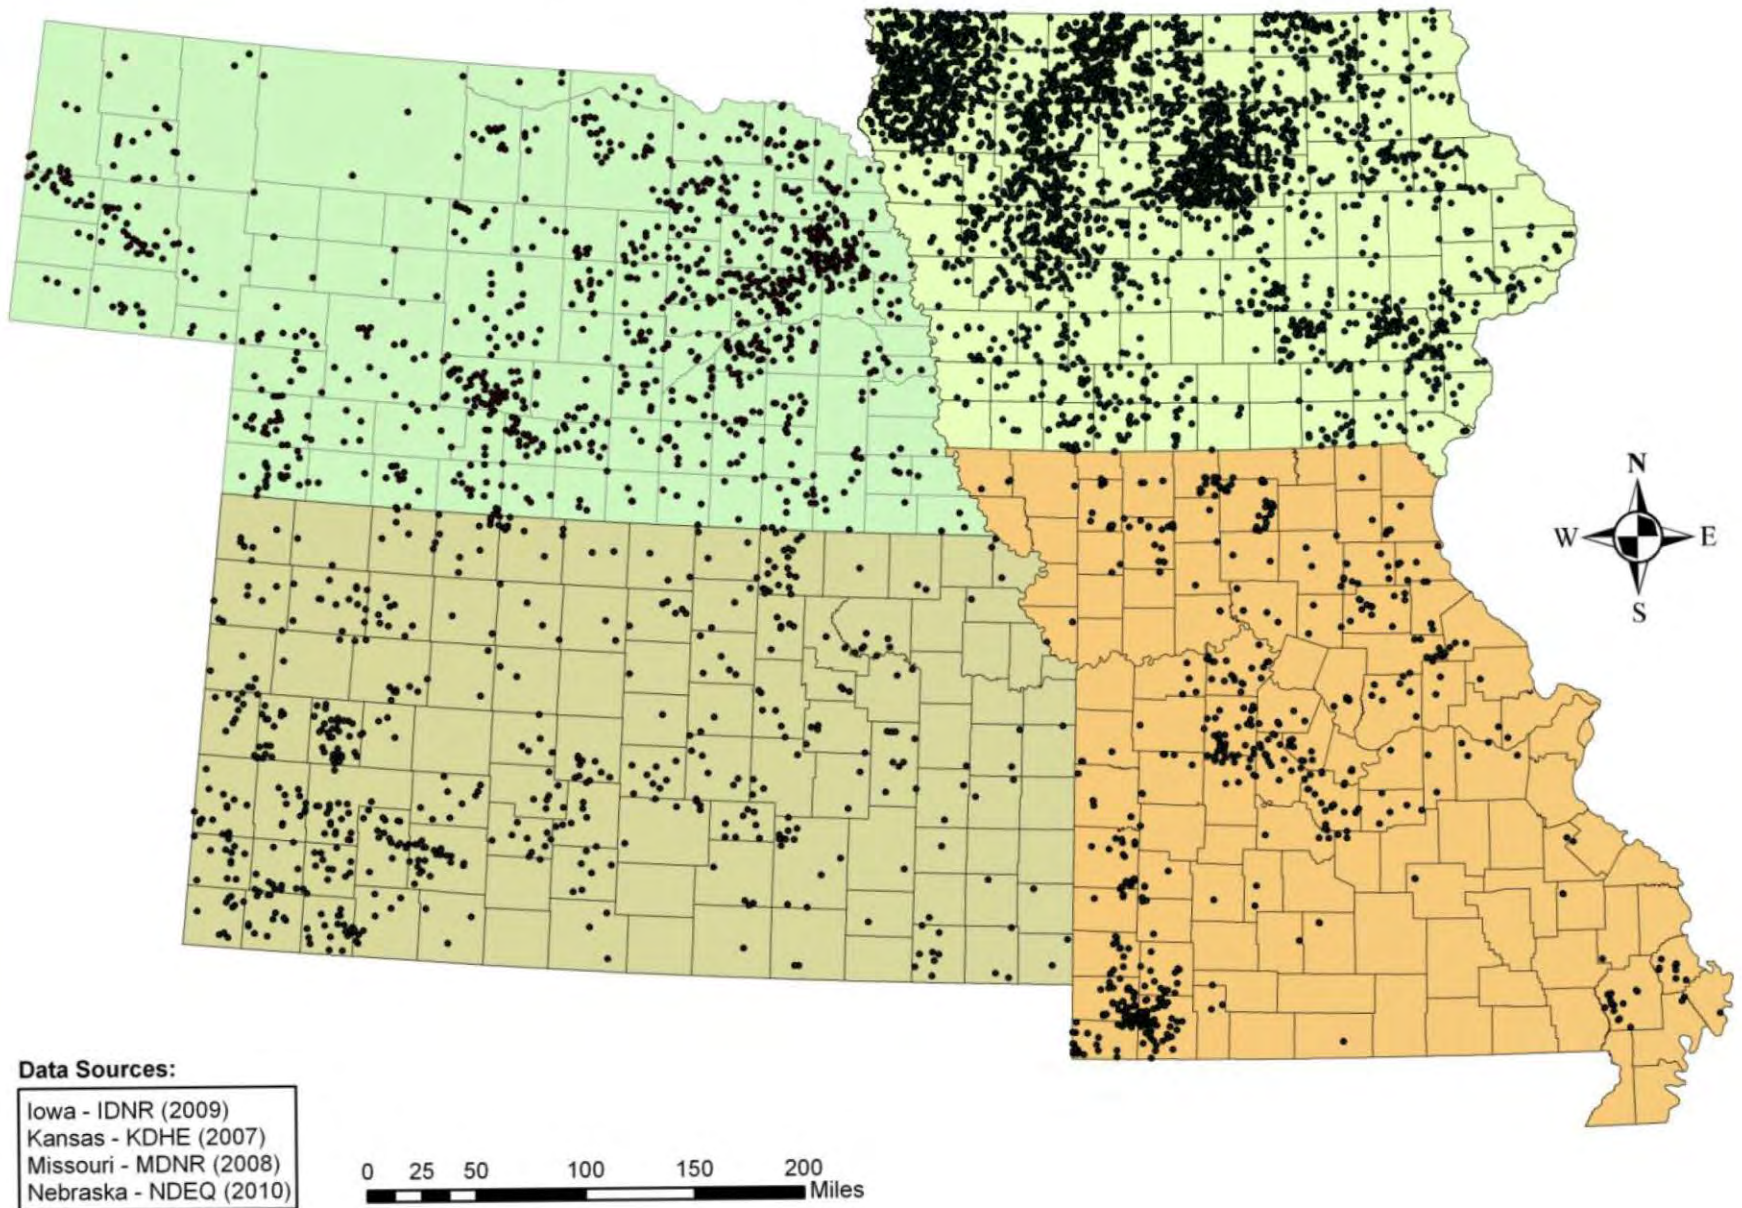 N
W E
S
Data Sources:
Iowa - IDNR (2009)
Kansas - KDHE (2007)
Missouri - MDNR (2008)
Nebraska - NDEQ (2010)
0 25 50 100 150 200
Miles